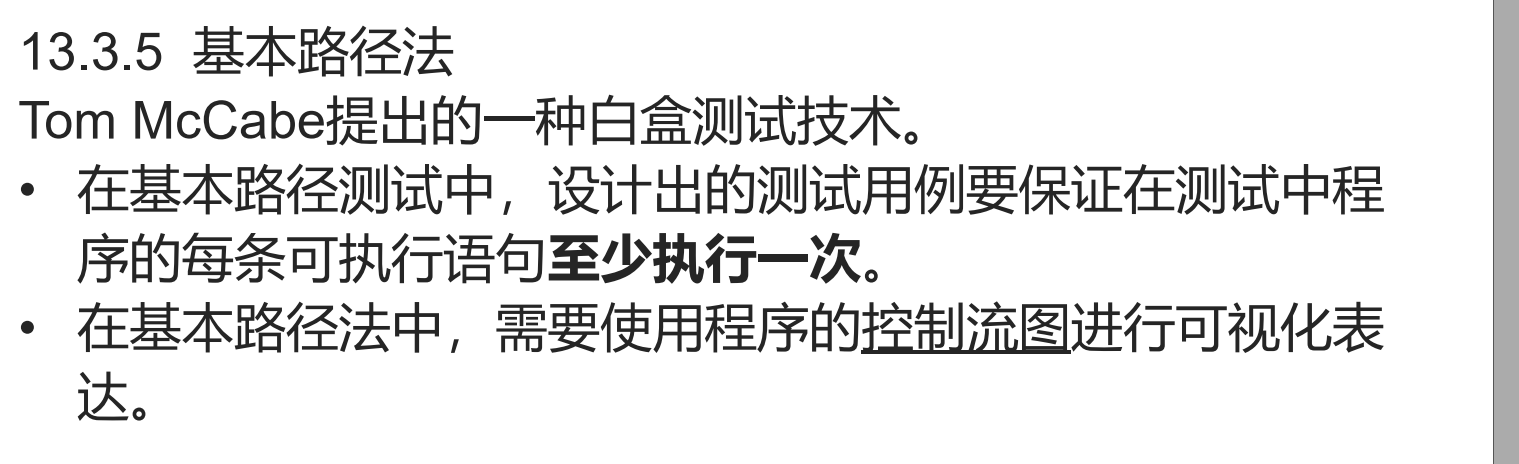 13.3.5 基本路径法
Tom McCabe提出的一种白盒测试技术。
• 在基本路径测试中，设计出的测试用例要保证在测试中程
序的每条可执行语句至少执行一次。
• 在基本路径法中，需要使用程序的控制流图进行可视化表
达。